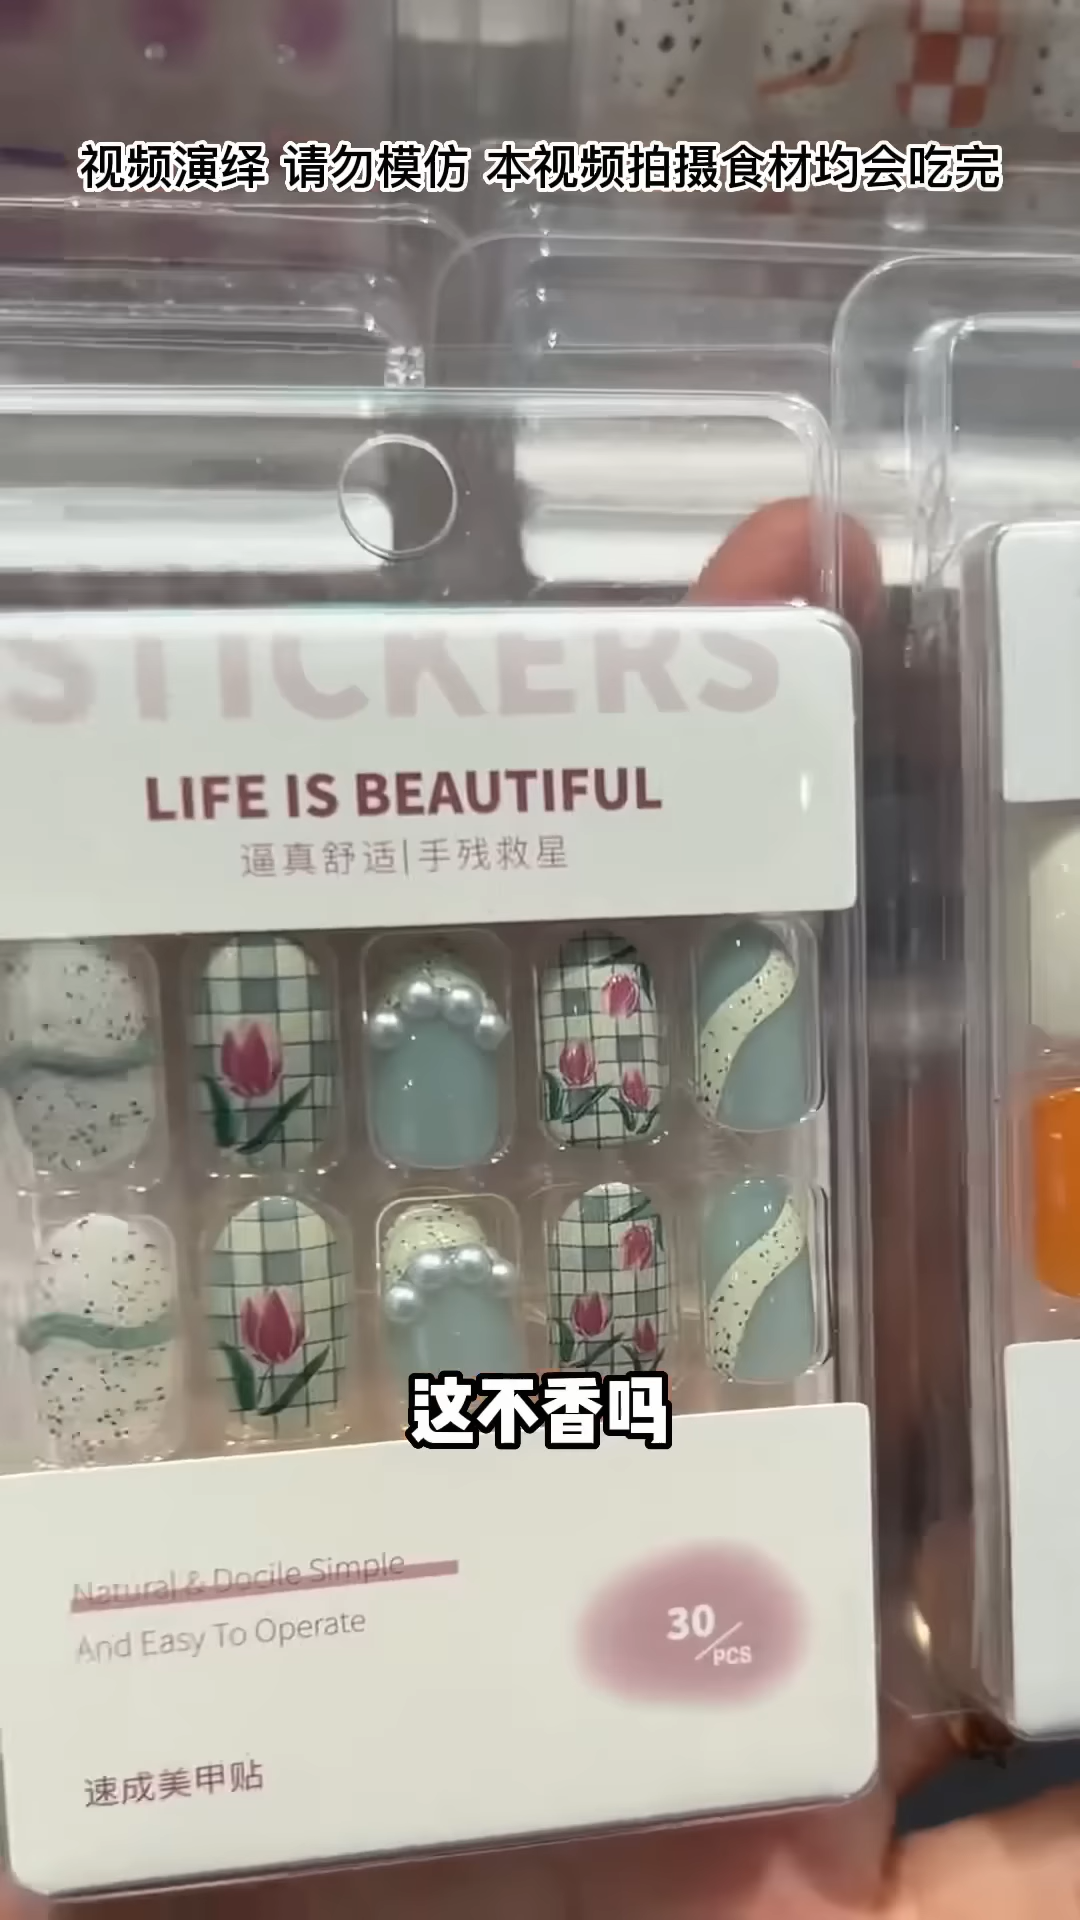 视频演绎 请勿模仿 本视频拍摄食材均会吃完
STICKERS
LIFE IS BEAUTIFUL
逼真舒适|手残救星
这不香吗
Natural & Docile Simple
And Easy To Operate
30/PCS
速成美甲贴